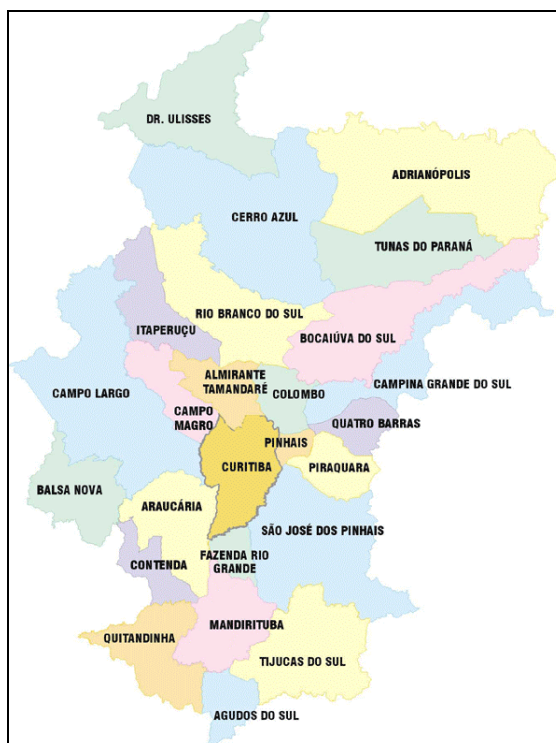 DR. ULISSES
ADRIANÓPOLIS
CERRO AZUL
TUNAS DO PARANÁ
RIO BRANCO DO SUL
ITAPERUÇU
BOCAIÚVA DO SUL
ALMIRANTE
TAMANDARÉ
CAMPO LARGO
COLOMBO
CAMPINA GRANDE DO SUL
CAMPO
MAGRO
QUATRO BARRAS
PINHAIS
CURITIBA
PIRAQUARA
BALSA NOVA
ARAUCÁRIA
SÃO JOSÉ DOS PINHAIS
FAZENDA RIO
GRANDE
CONTENDA
MANDIRITUBA
QUITANDINHA
TIJUCAS DO SUL
AGUDOS DO SUL